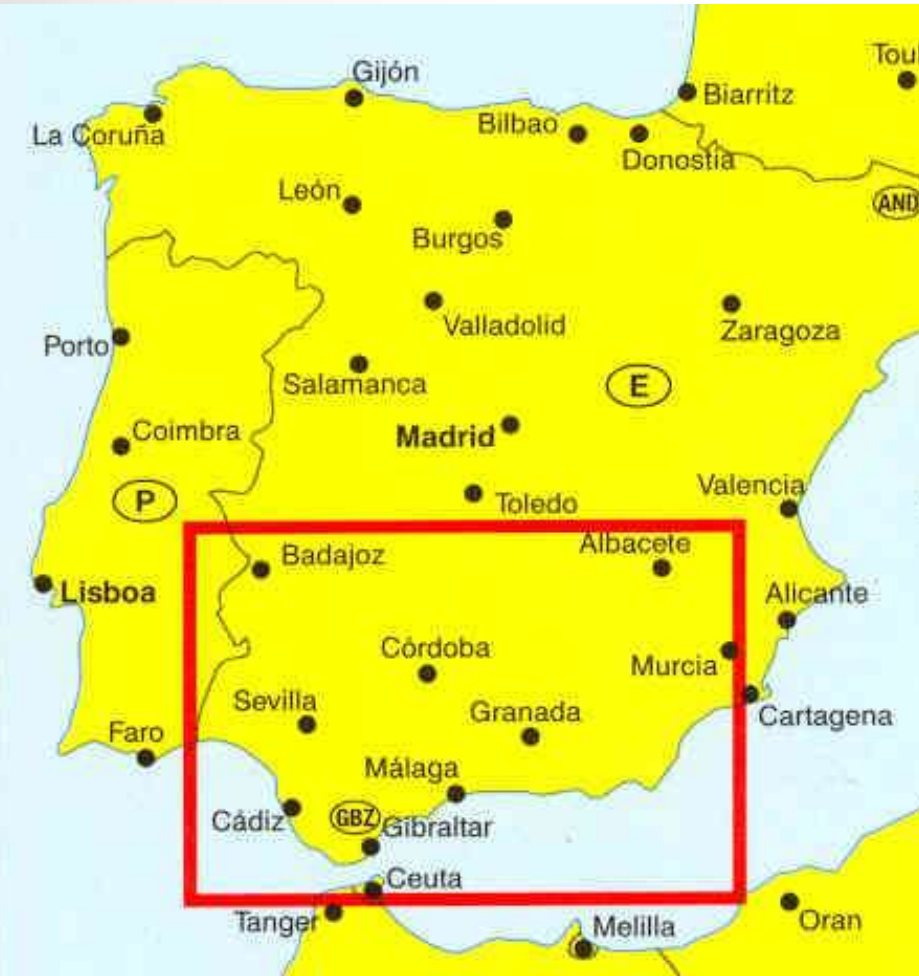 Gijón
Toul
Biarritz
La Coruña
Bilbao
Donostia
León
AND
Burgos
Valladolid
Zaragoza
Porto
Salamanca
E
Coimbra
Madrid
P
Valencia
Toledo
Albacete
Badajoz
Lisboa
Alicante
Córdoba
Murcia
Sevilla
Granada
Cartagena
Faro
Málaga
Cádiz
GBZ
Gibraltar
Ceuta
Tanger
Melilla
Oran